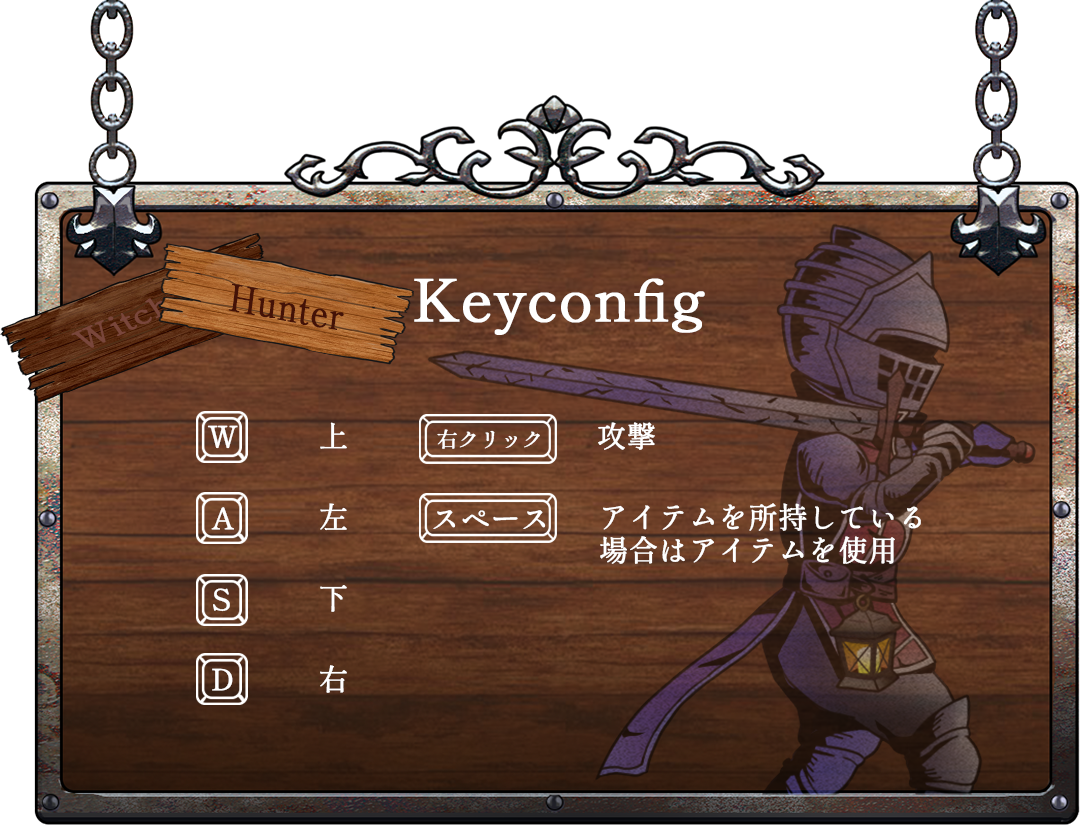 Witch
Hunter
Keyconfig
W 上
右クリック 攻撃
A 左
スペース アイテムを所持している
場合はアイテムを使用
S 下
D 右